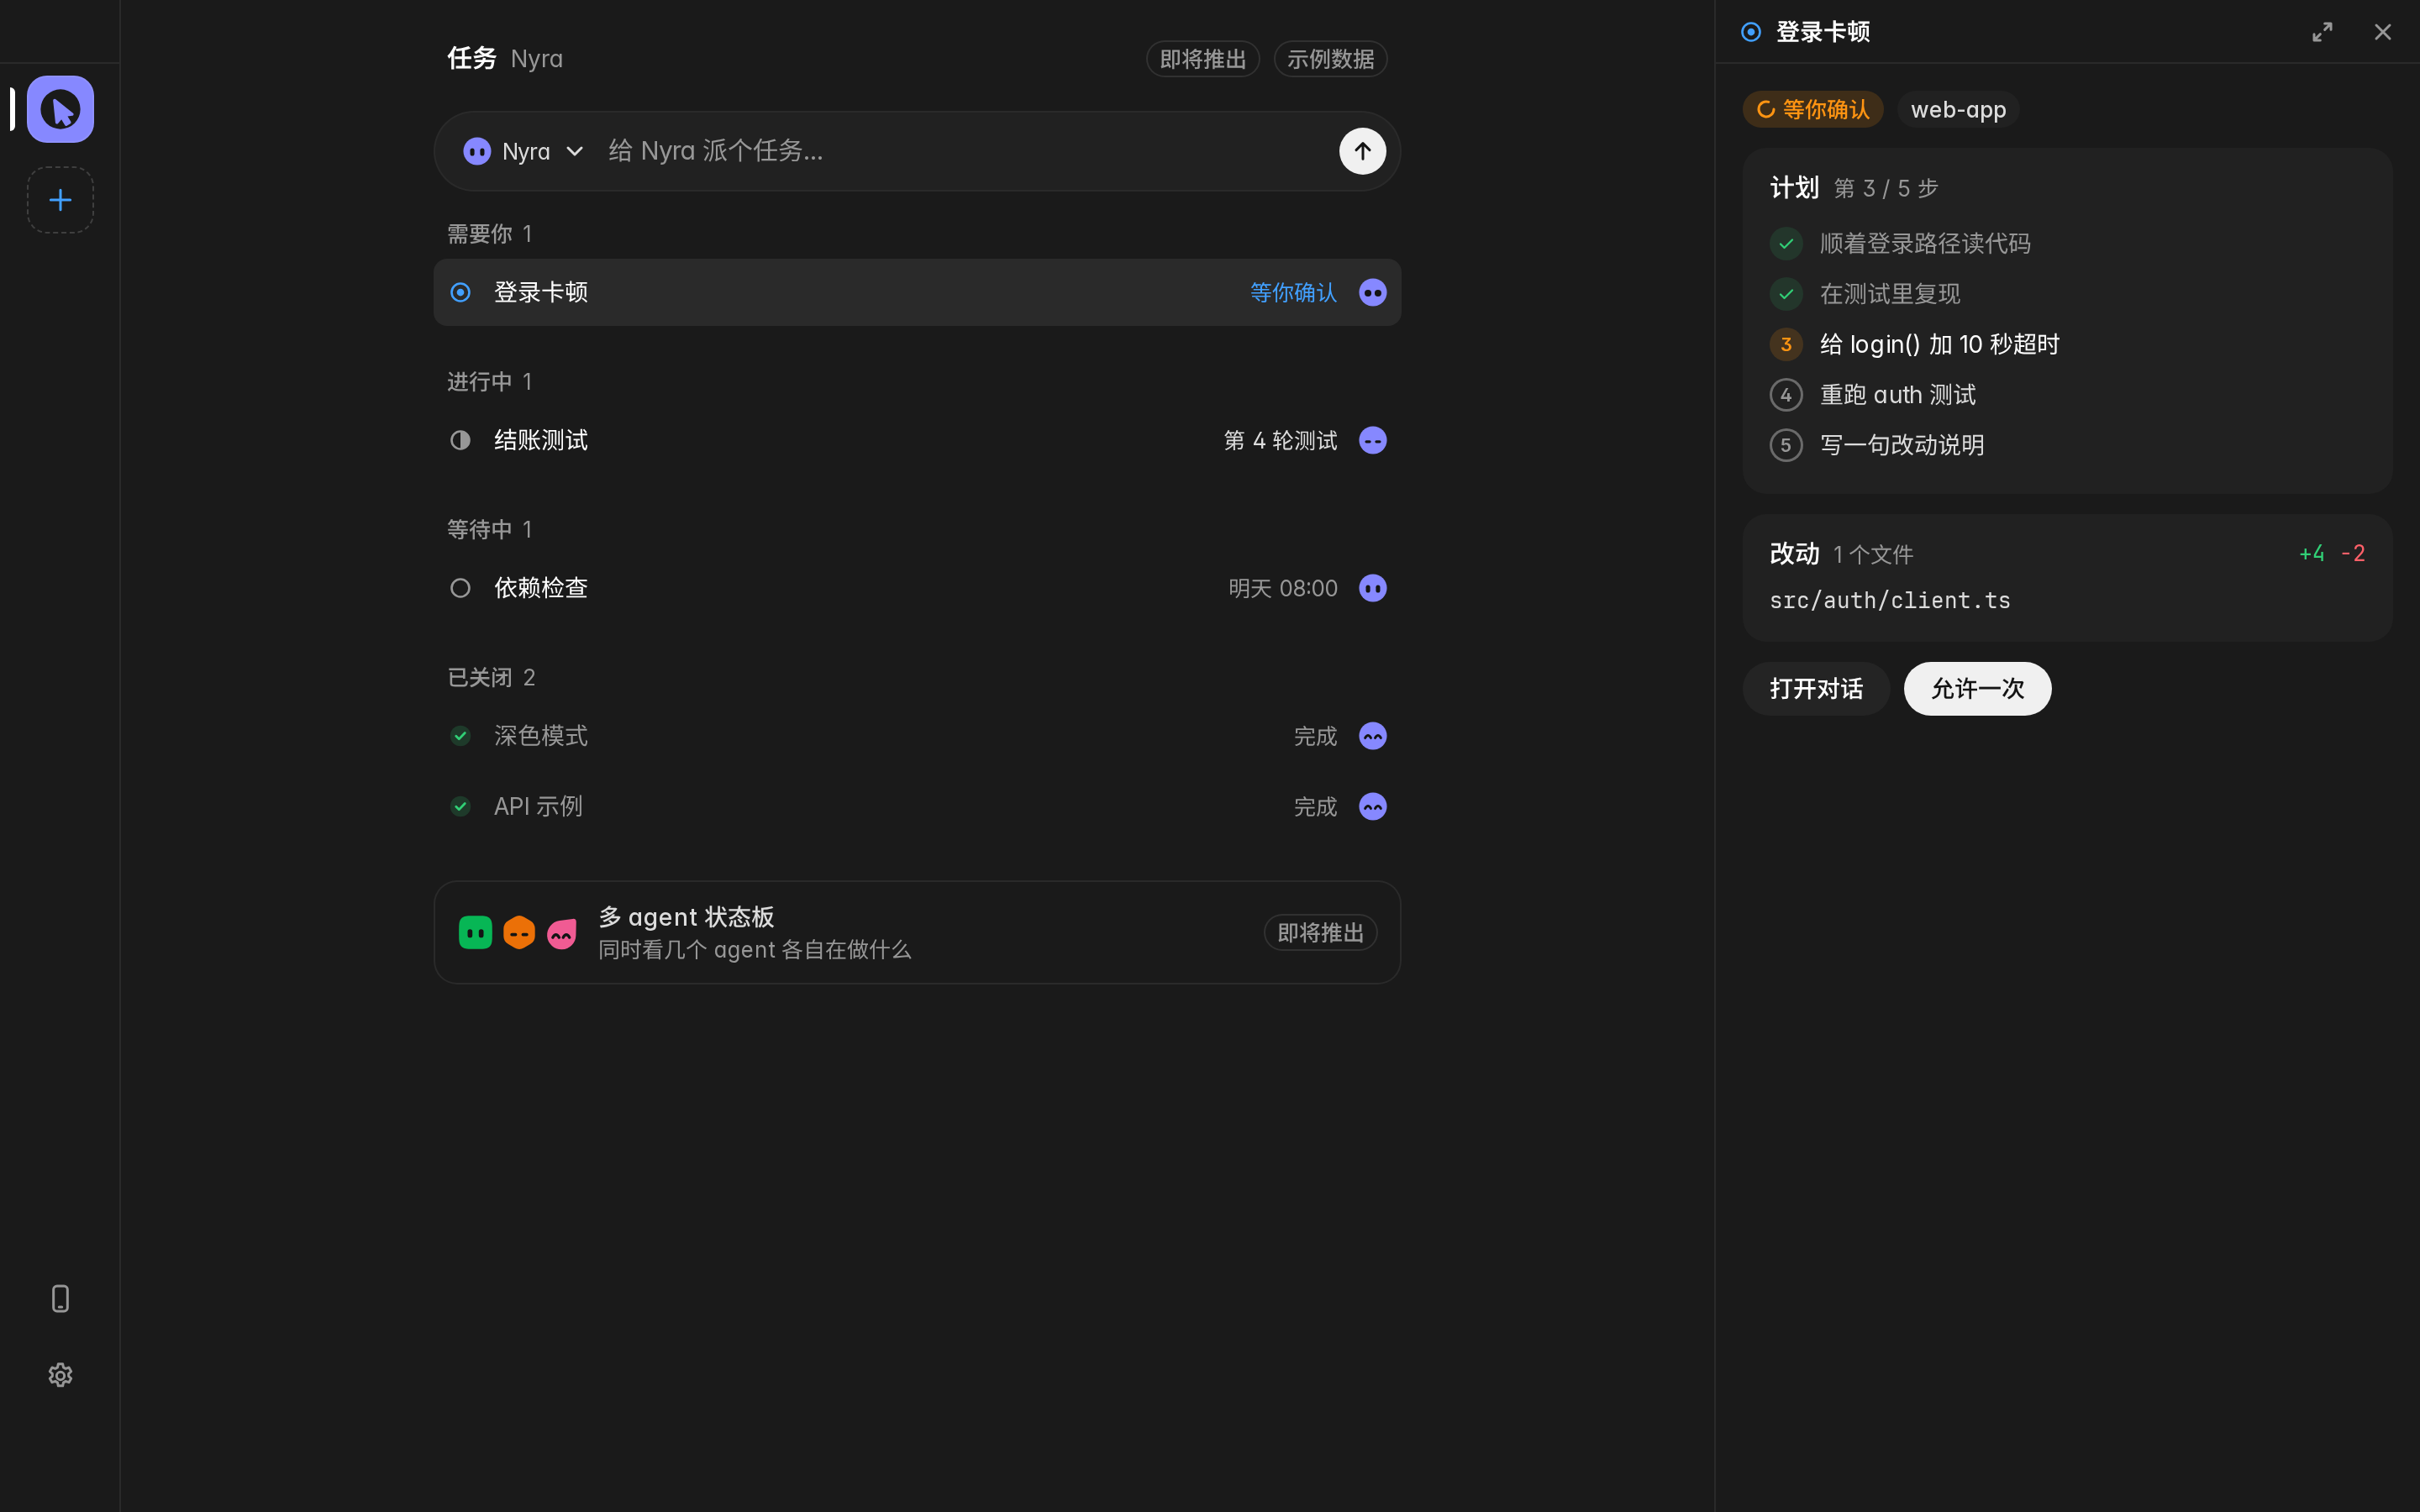 任务 Nyra 即将推出 示例数据
Nyra 给 Nyra 派个任务...
需要你 1
登录卡顿 等你确认
进行中 1
结账测试 第 4 轮测试
等待中 1
依赖检查 明天 08:00
已关闭 2
深色模式 完成
API 示例 完成
多 agent 状态板
同时看几个 agent 各自在做什么
即将推出
登录卡顿
等你确认 web-app
计划 第 3 / 5 步
顺着登录路径读代码
在测试里复现
3 给 login() 加 10 秒超时
4 重跑 auth 测试
5 写一句改动说明
改动 1 个文件 +4 -2
src/auth/client.ts
打开对话 允许一次